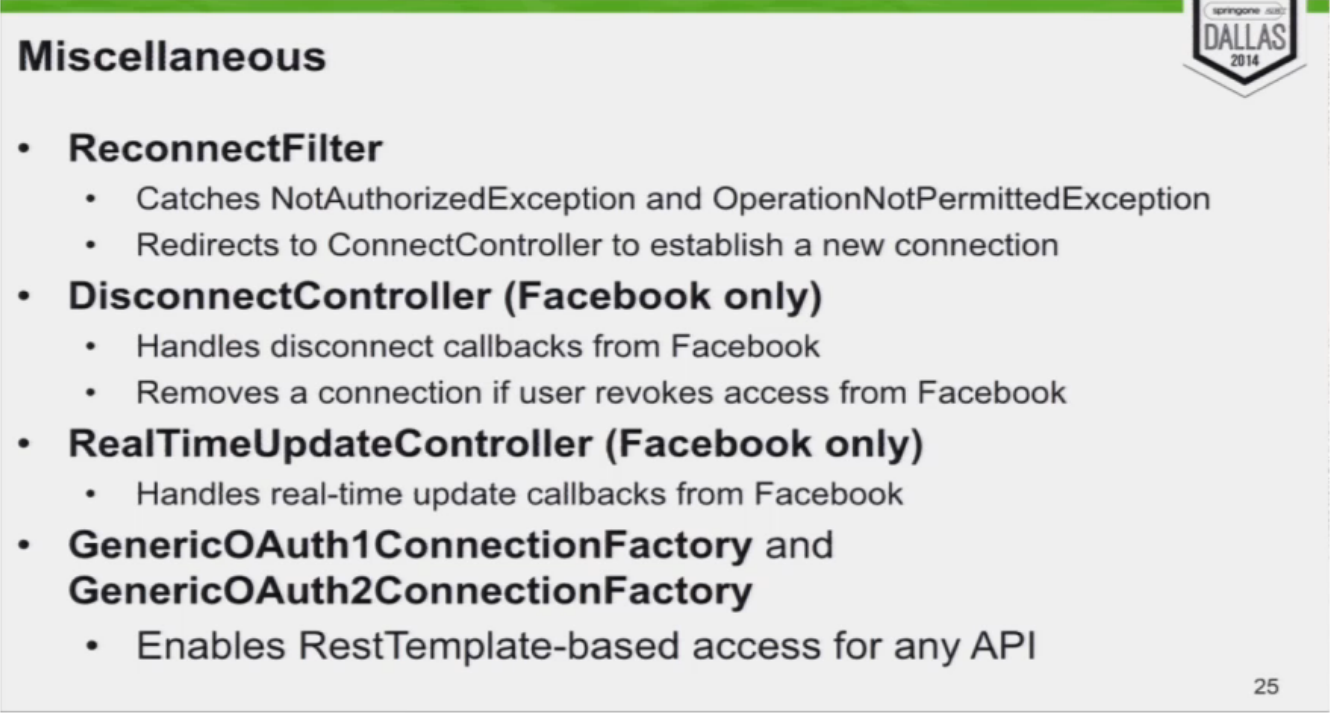 springone 2GX
DALLAS
2014
Miscellaneous
• ReconnectFilter
• Catches NotAuthorizedException and OperationNotPermittedException
• Redirects to ConnectController to establish a new connection
• DisconnectController (Facebook only)
• Handles disconnect callbacks from Facebook
• Removes a connection if user revokes access from Facebook
• RealTimeUpdateController (Facebook only)
• Handles real-time update callbacks from Facebook
• GenericOAuth1ConnectionFactory and
GenericOAuth2ConnectionFactory
• Enables RestTemplate-based access for any API
25